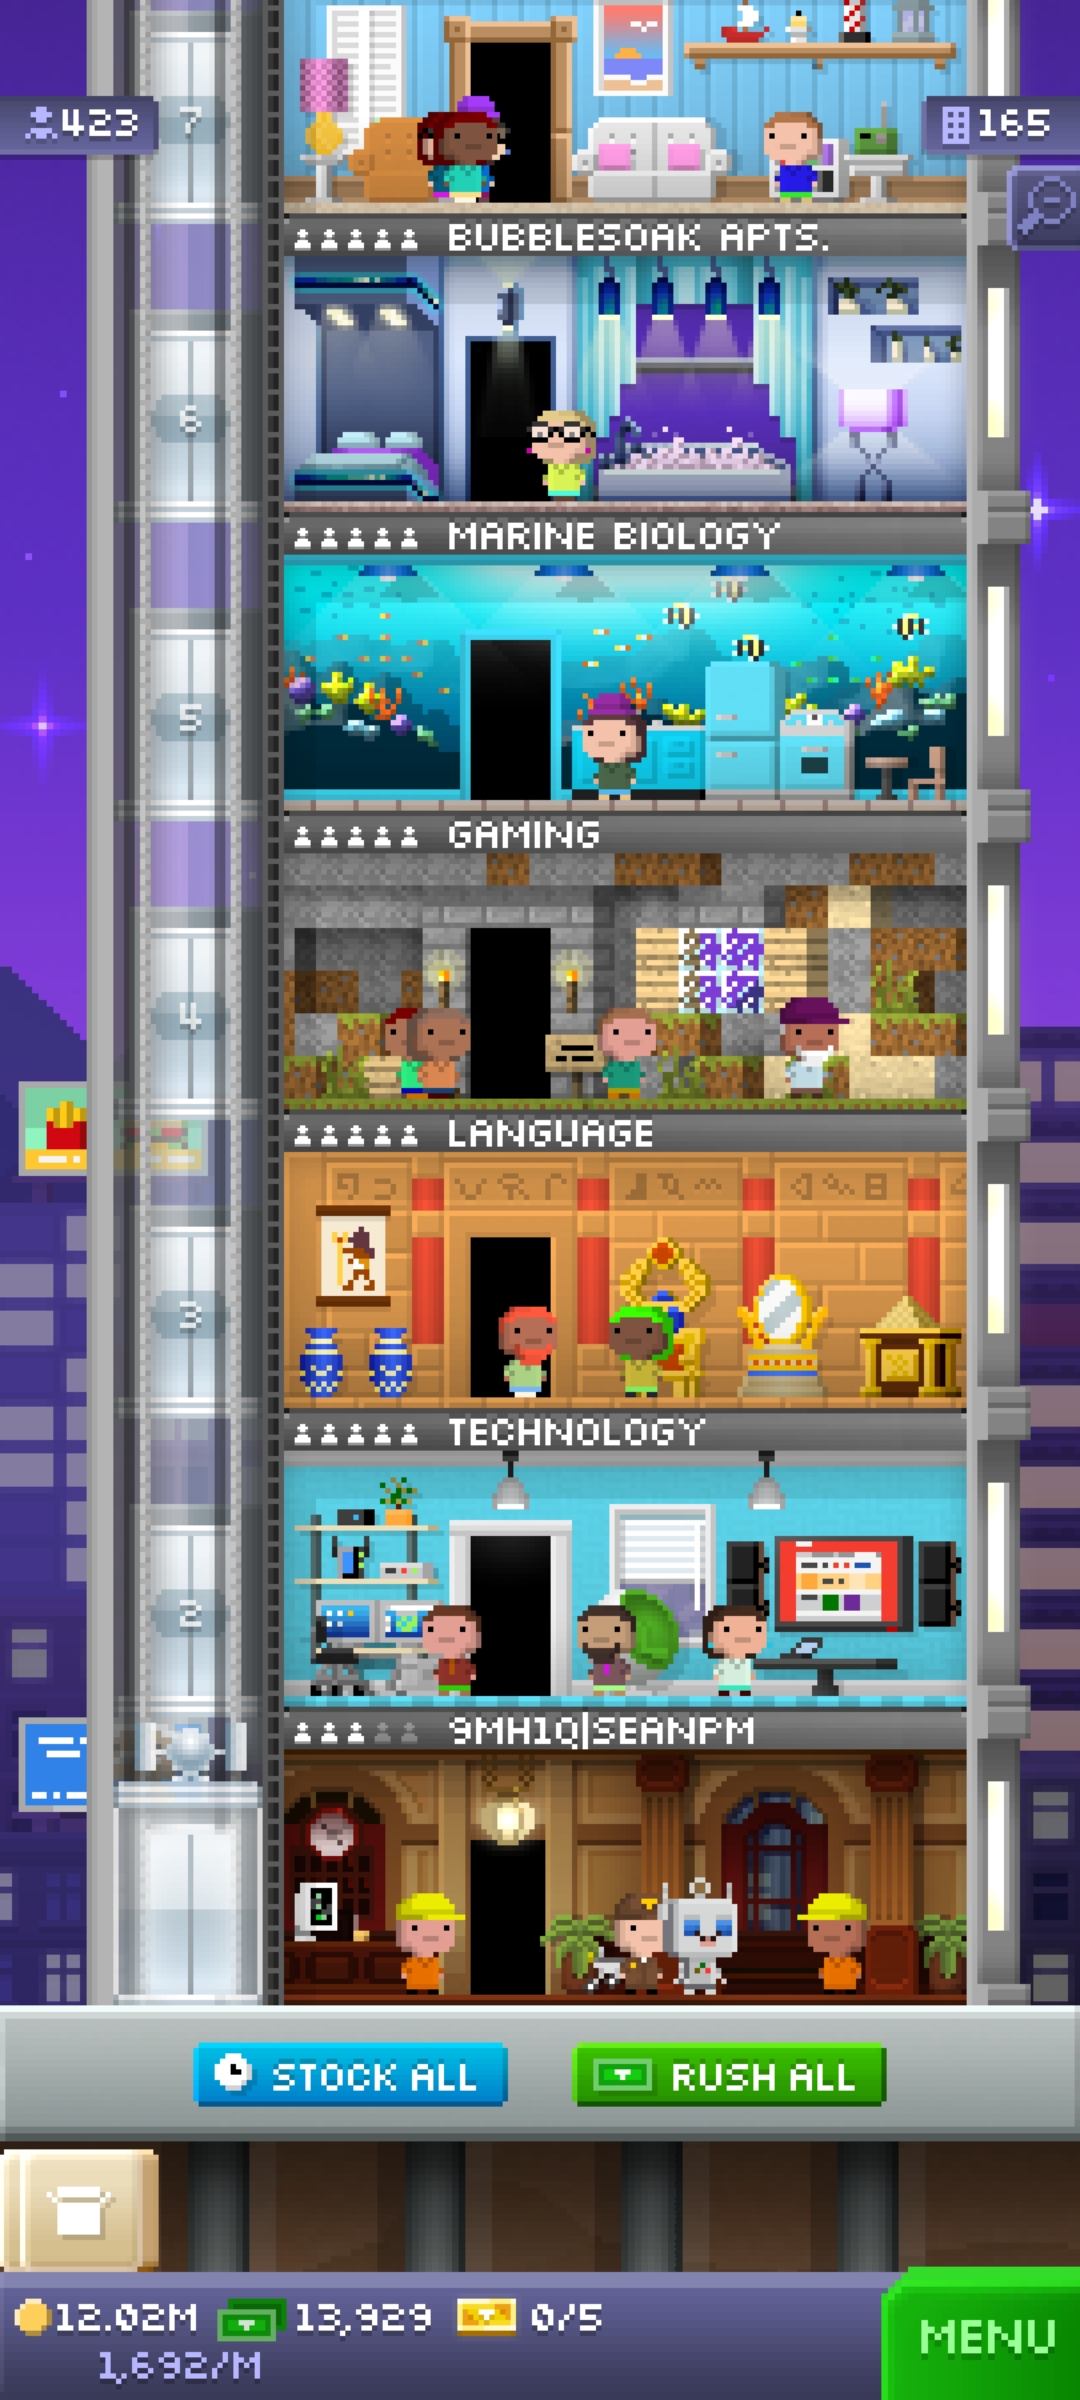 423
7
165
BUBBLESOAK APTS.
6
MARINE BIOLOGY
5
GAMING
4
LANGUAGE
3
TECHNOLOGY
2
9MH1Q|SEANPM
STOCK ALL
RUSH ALL
12.02M
13,929
0/5
1,692/M
MENU